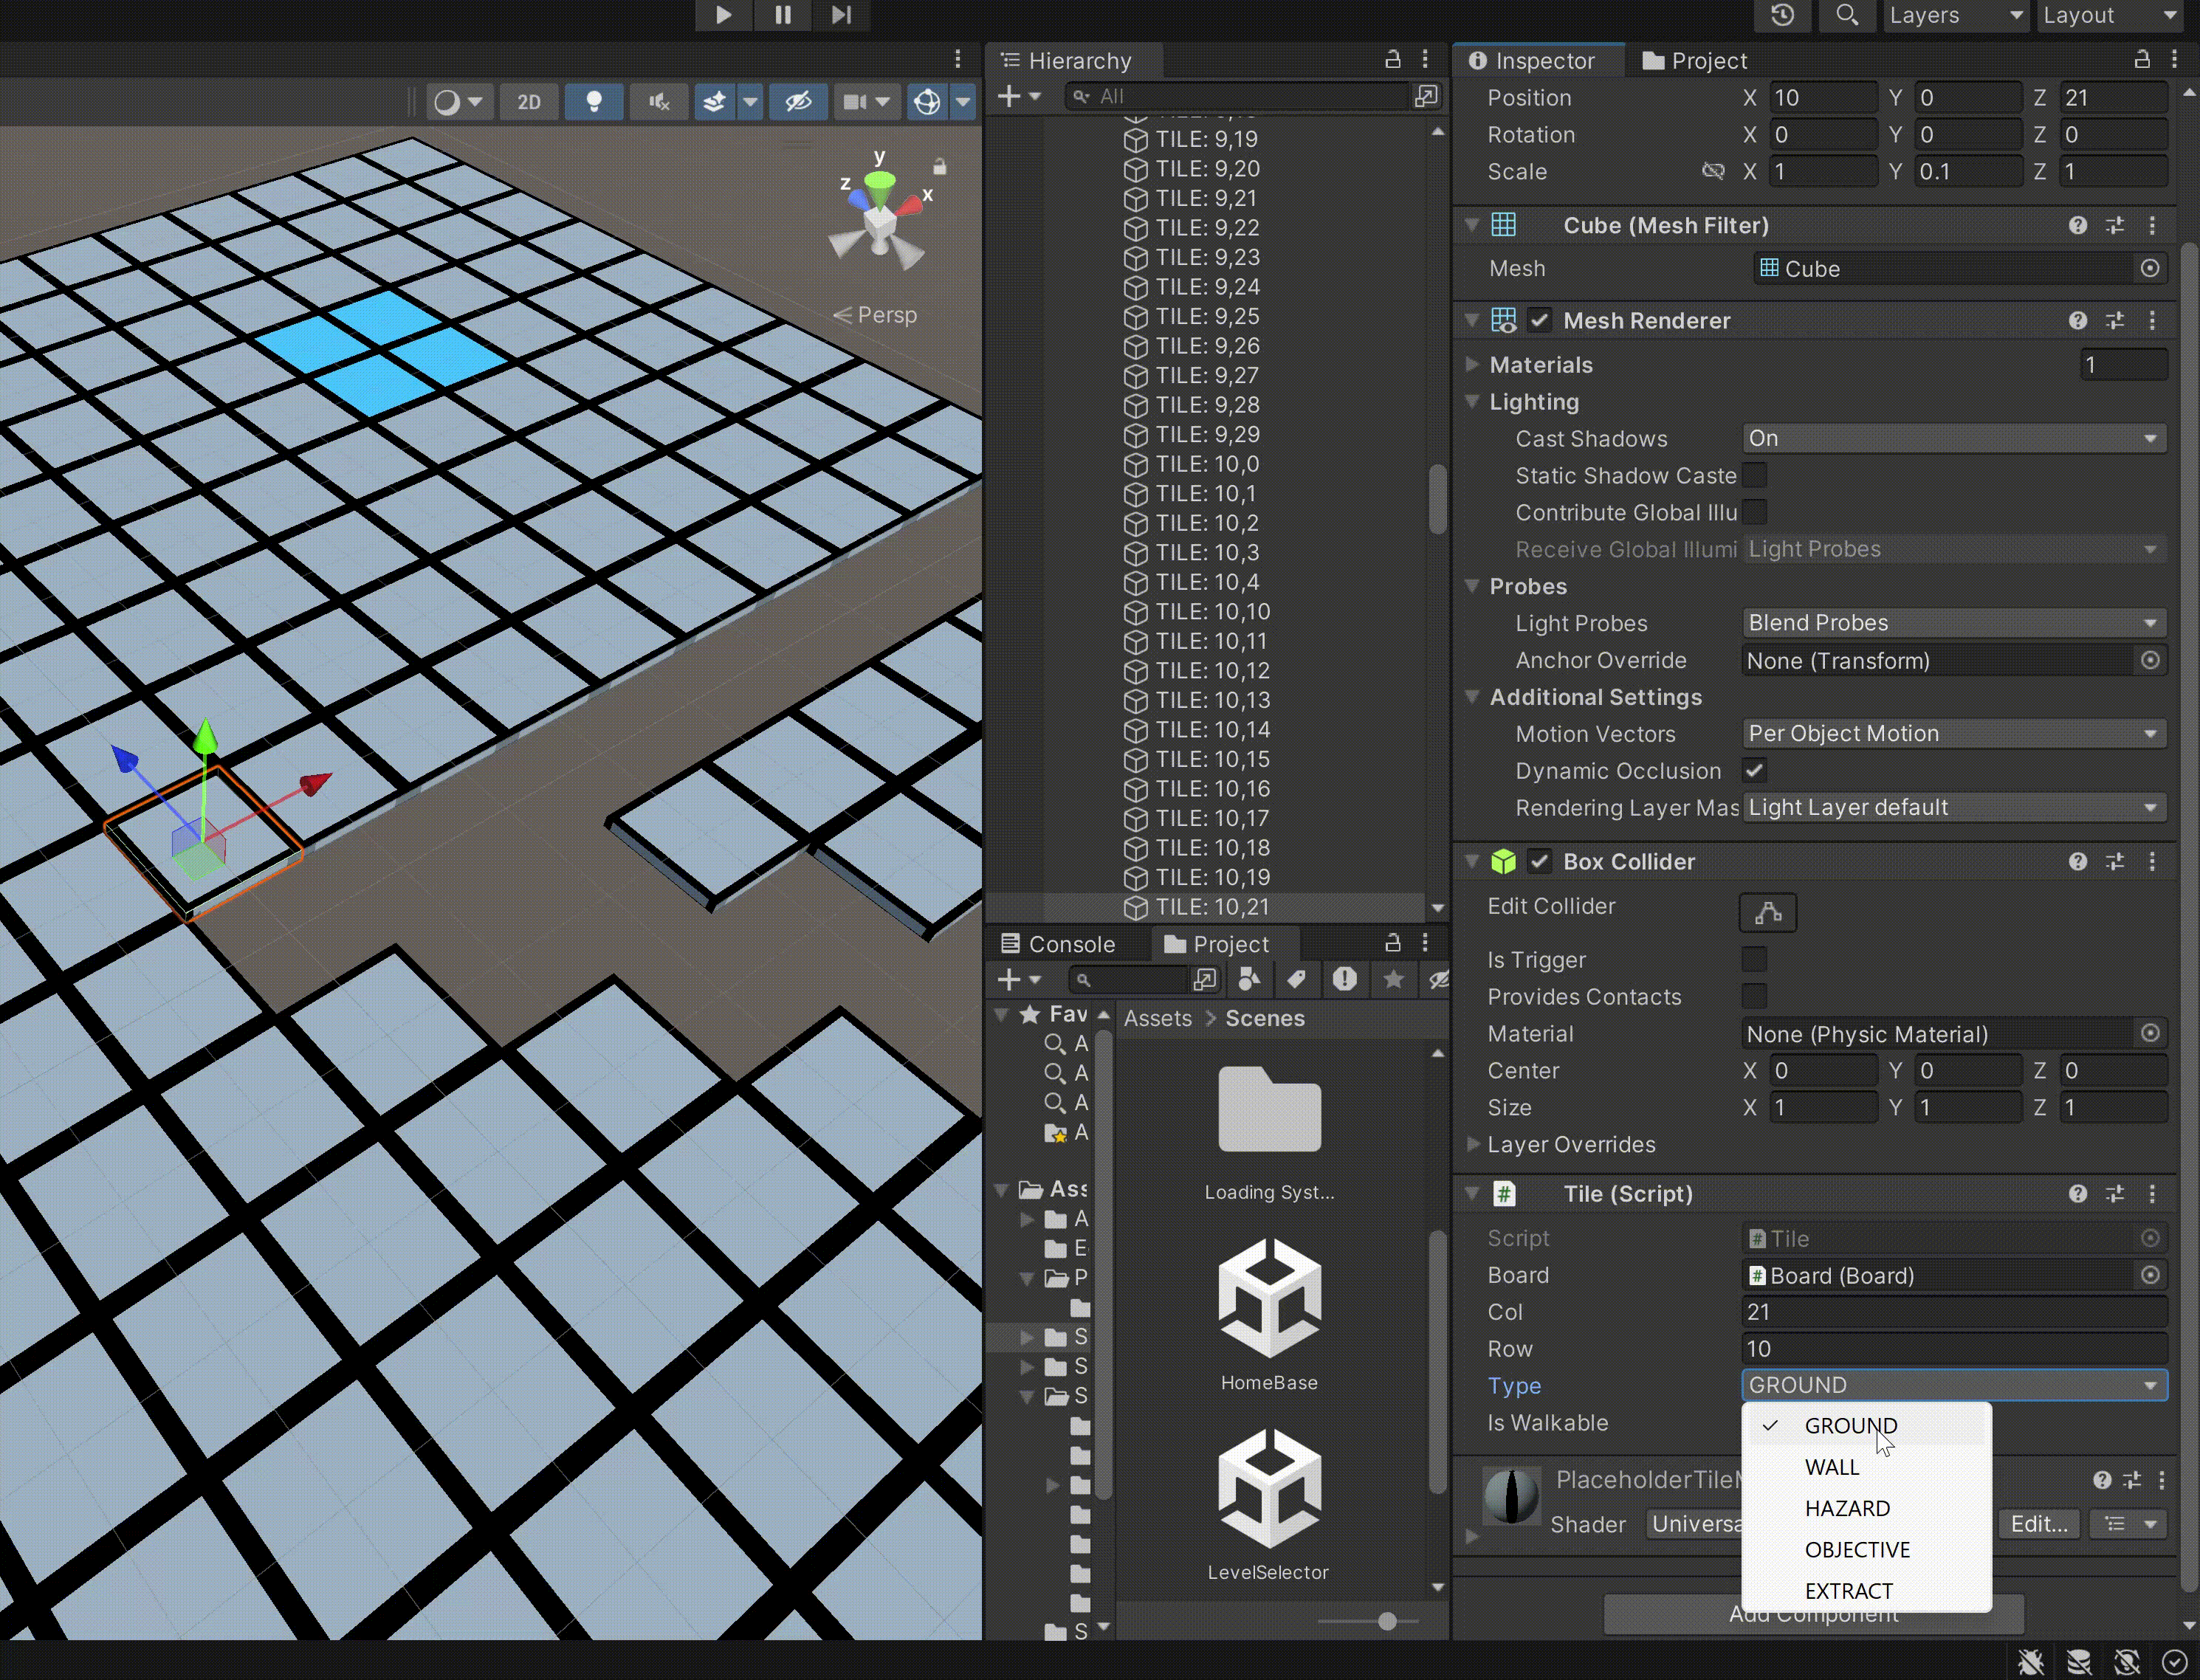 Layers
Layout
2D
y
z
x
Persp
Hierarchy
All
TILE: 9,19
TILE: 9,20
TILE: 9,21
TILE: 9,22
TILE: 9,23
TILE: 9,24
TILE: 9,25
TILE: 9,26
TILE: 9,27
TILE: 9,28
TILE: 9,29
TILE: 10,0
TILE: 10,1
TILE: 10,2
TILE: 10,3
TILE: 10,4
TILE: 10,10
TILE: 10,11
TILE: 10,12
TILE: 10,13
TILE: 10,14
TILE: 10,15
TILE: 10,16
TILE: 10,17
TILE: 10,18
TILE: 10,19
TILE: 10,21
Console
Project
Fav
A
A
A
A
Ass
A
E
P
S
S
S
S
Assets > Scenes
Loading Syst...
HomeBase
LevelSelector
Inspector
Project
Position X 10 Y 0 Z 21
Rotation X 0 Y 0 Z 0
Scale X 1 Y 0.1 Z 1
Cube (Mesh Filter)
Mesh Cube
Mesh Renderer
Materials 1
Lighting
Cast Shadows On
Static Shadow Caste
Contribute Global Illu
Receive Global Illumi Light Probes
Probes
Light Probes Blend Probes
Anchor Override None (Transform)
Additional Settings
Motion Vectors Per Object Motion
Dynamic Occlusion
Rendering Layer Mas Light Layer default
Box Collider
Edit Collider
Is Trigger
Provides Contacts
Material None (Physic Material)
Center X 0 Y 0 Z 0
Size X 1 Y 1 Z 1
Layer Overrides
# Tile (Script)
Script # Tile
Board # Board (Board)
Col 21
Row 10
Type GROUND
Is Walkable
GROUND
WALL
HAZARD
OBJECTIVE
EXTRACT
PlaceholderTile
Shader Universa Edit...
Add Component